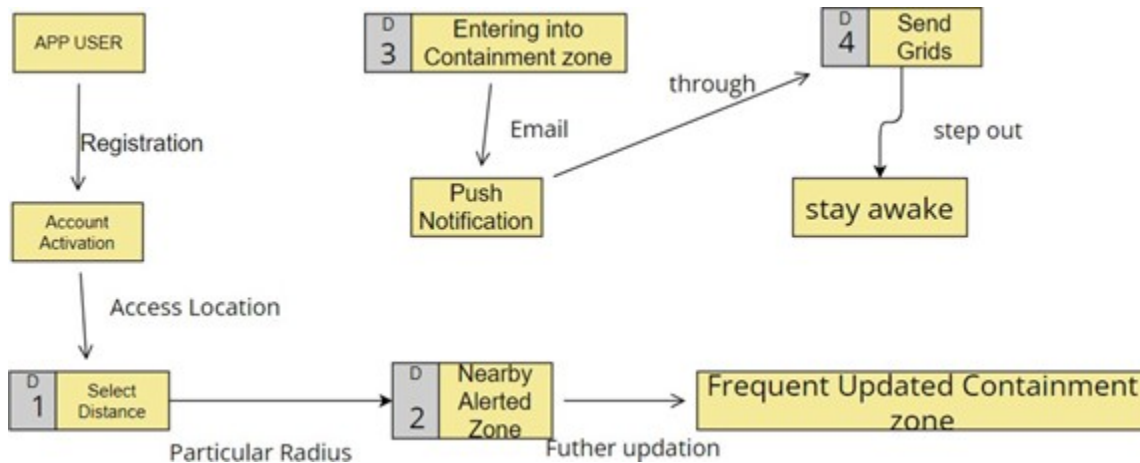 APP USER
Registration
Account
Activation
Access Location
D
1
Select
Distance
Particular Radius
D
2
Nearby
Alerted
Zone
Futher updation
Frequent Updated Containment
zone
D
3
Entering into
Containment zone
Email
Push
Notification
through
D
4
Send
Grids
step out
stay awake